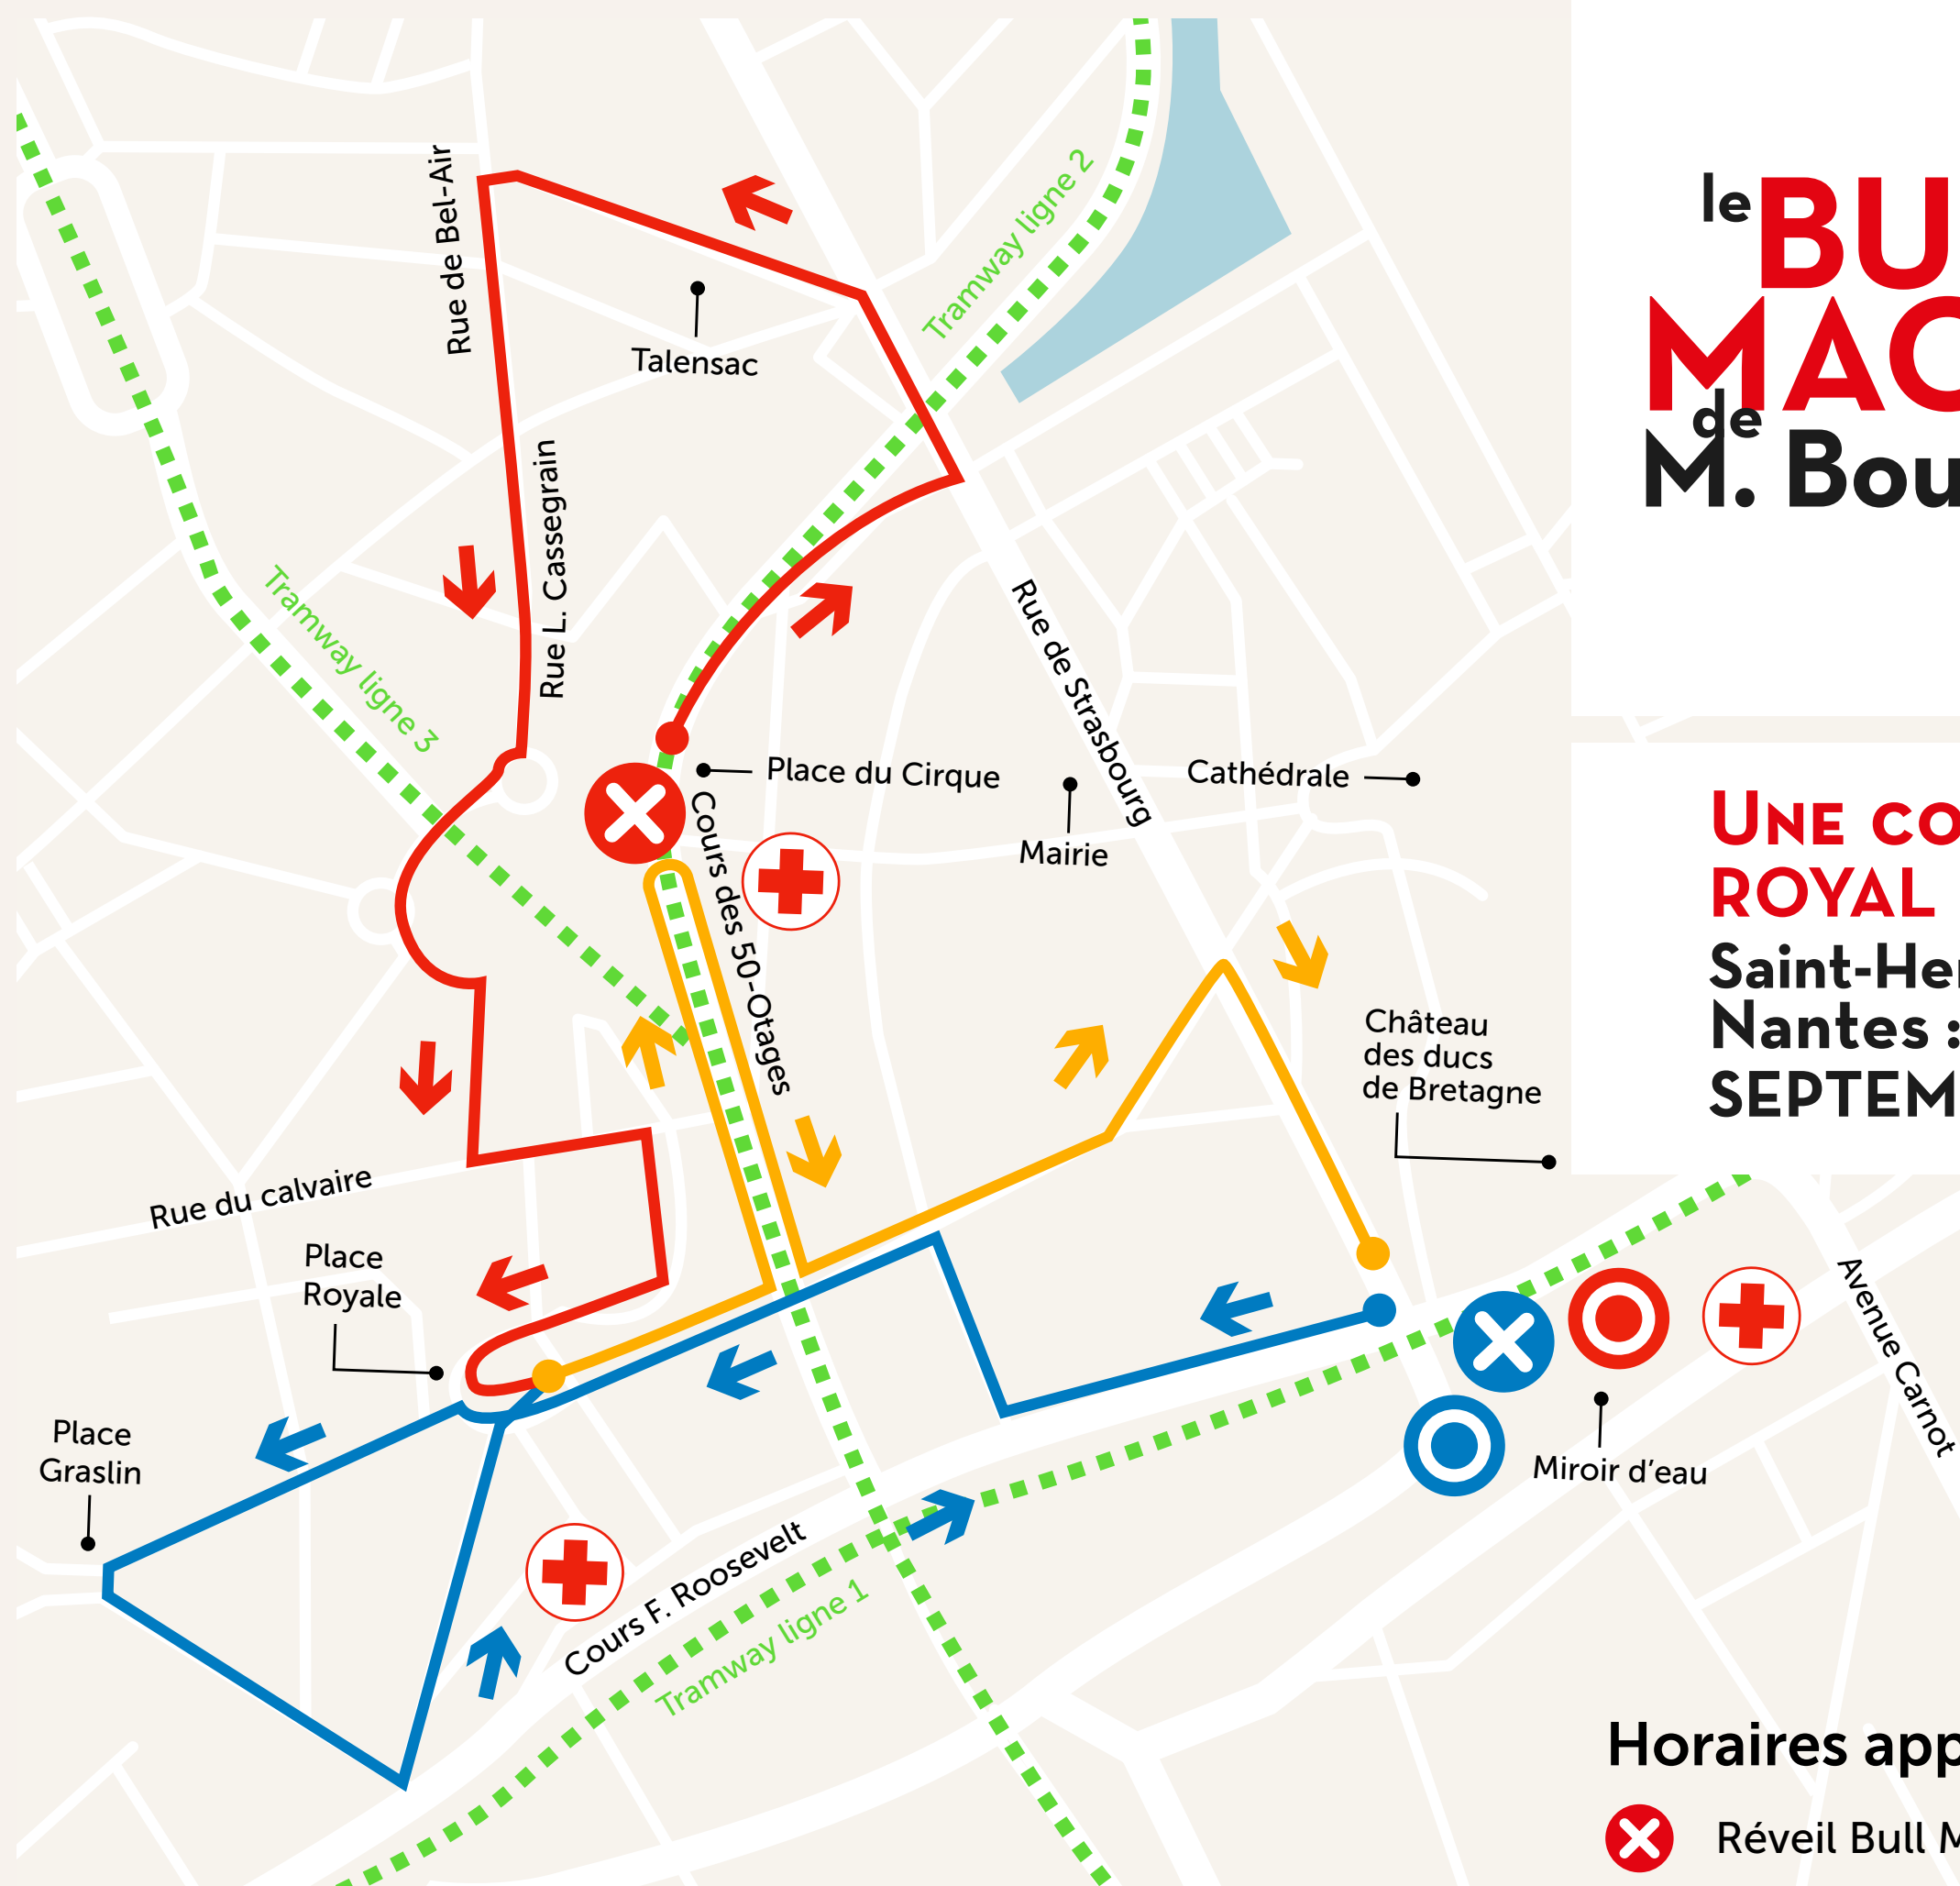 le BU
MAC
de
M. Bou
UNE CO
ROYAL
Saint-Her
Nantes :
SEPTEM
Rue de Bel-Air
Talensac
Tramway ligne 2
Rue L. Cassegrain
Tramway ligne 3
Rue de Strasbourg
Place du Cirque
Cathédrale
Mairie
Cours des 50-Otages
Château
des ducs
de Bretagne
Rue du calvaire
Place
Royale
Place
Graslin
Avenue Carnot
Miroir d'eau
Cours F. Roosevelt
Tramway ligne 1
Horaires app
Réveil Bull M